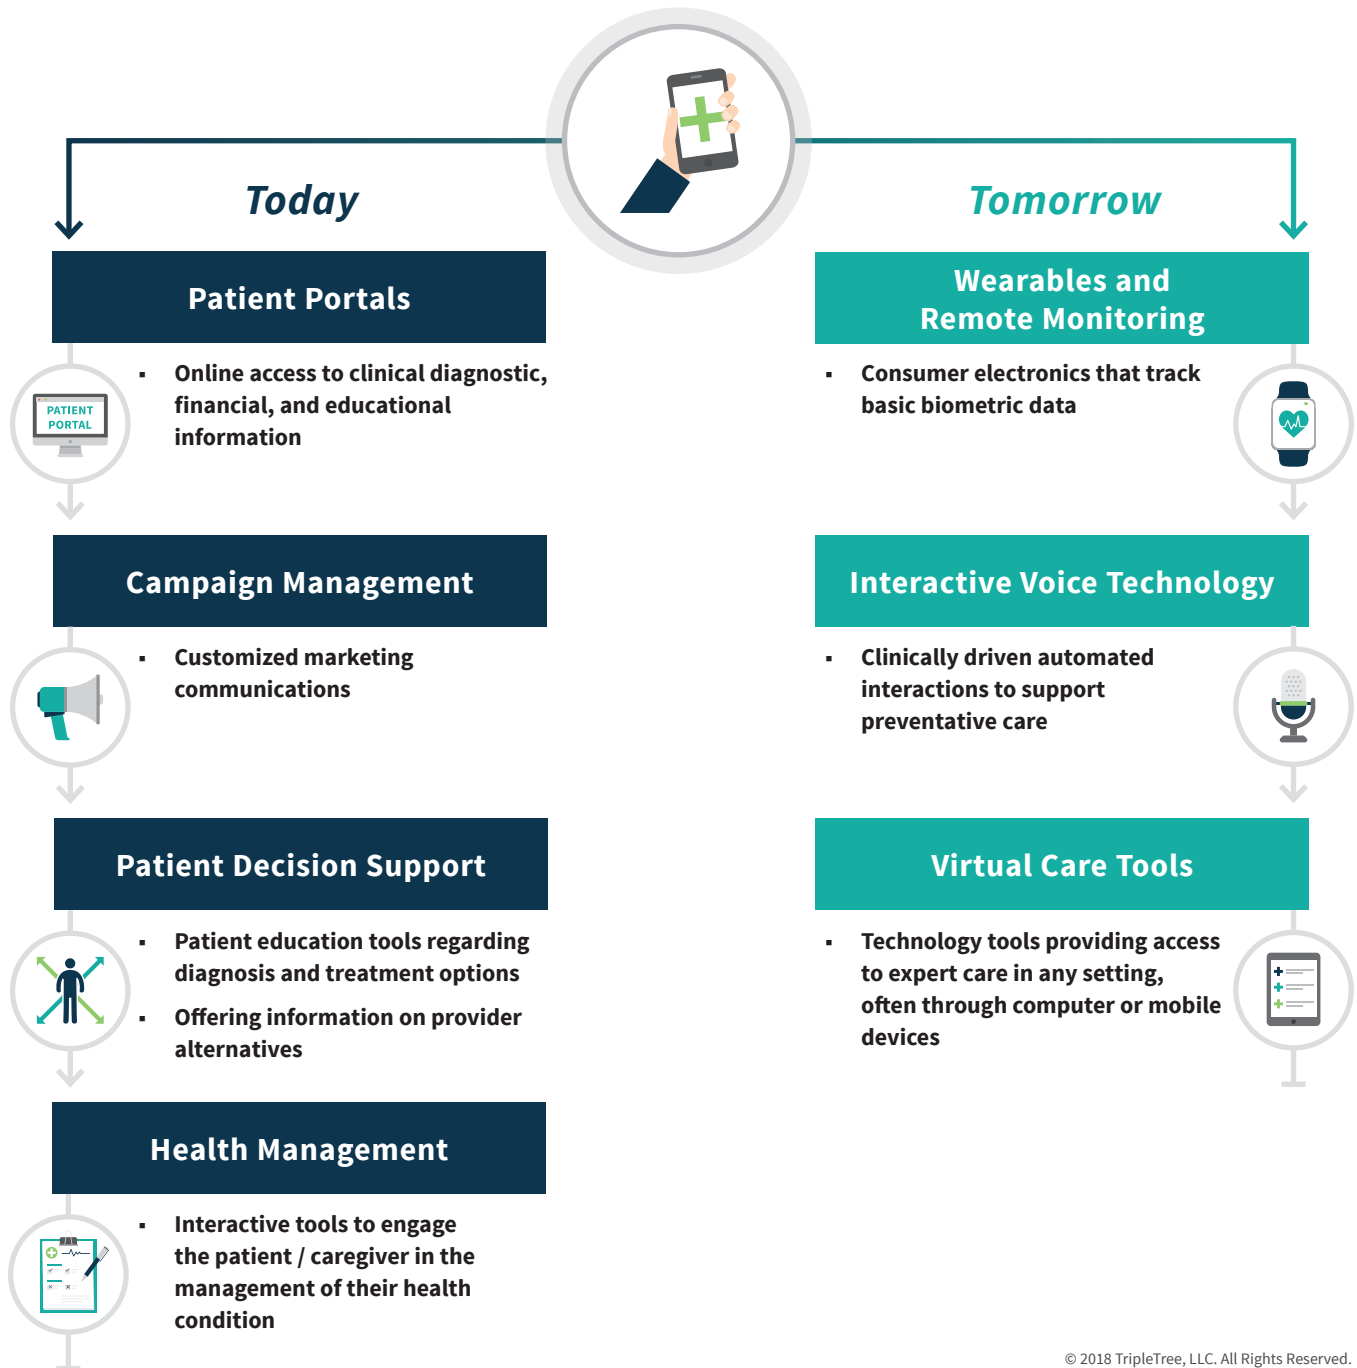 Today
Patient Portals
PATIENT
PORTAL
▪ Online access to clinical diagnostic,
financial, and educational
information
Campaign Management
▪ Customized marketing
communications
Patient Decision Support
▪ Patient education tools regarding
diagnosis and treatment options
▪ Offering information on provider
alternatives
Health Management
▪ Interactive tools to engage
the patient / caregiver in the
management of their health
condition
Tomorrow
Wearables and
Remote Monitoring
▪ Consumer electronics that track
basic biometric data
Interactive Voice Technology
▪ Clinically driven automated
interactions to support
preventative care
Virtual Care Tools
▪ Technology tools providing access
to expert care in any setting,
often through computer or mobile
devices
© 2018 TripleTree, LLC. All Rights Reserved.